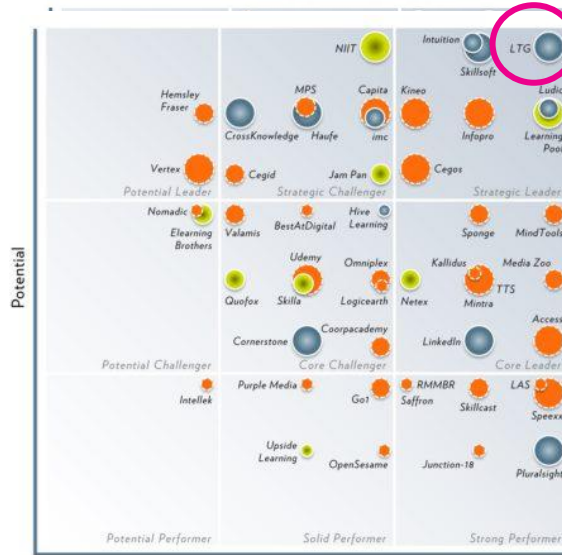 NIIT
Intuition
LTG
Skillsoft
Hemsley
Fraser
MPS
Capita
Kineo
Ludic
CrossKnowledge
Haufe
imc
Infopro
Learning
Pool
Vertex
Cegid
Jam Pan
Cegos
Potential Leader
Strategic Challenger
Strategic Leader
Nomadic
Elearning
Brothers
Valamis
BestAtDigital
Hive
Learning
Sponge
MindTools
Potential
Udemy
Omniplex
Kallidus
Media Zoo
Quofox
Skilla
Logicearth
Netex
Mintra
TTS
Cornerstone
Coorpacademy
LinkedIn
Access
Potential Challenger
Core Challenger
Core Leader
Intellek
Purple Media
Go1
RMMBR
Saffron
Skillcast
LAS
Speexx
Upside
Learning
OpenSesame
Junction-18
Pluralsight
Potential Performer
Solid Performer
Strong Performer